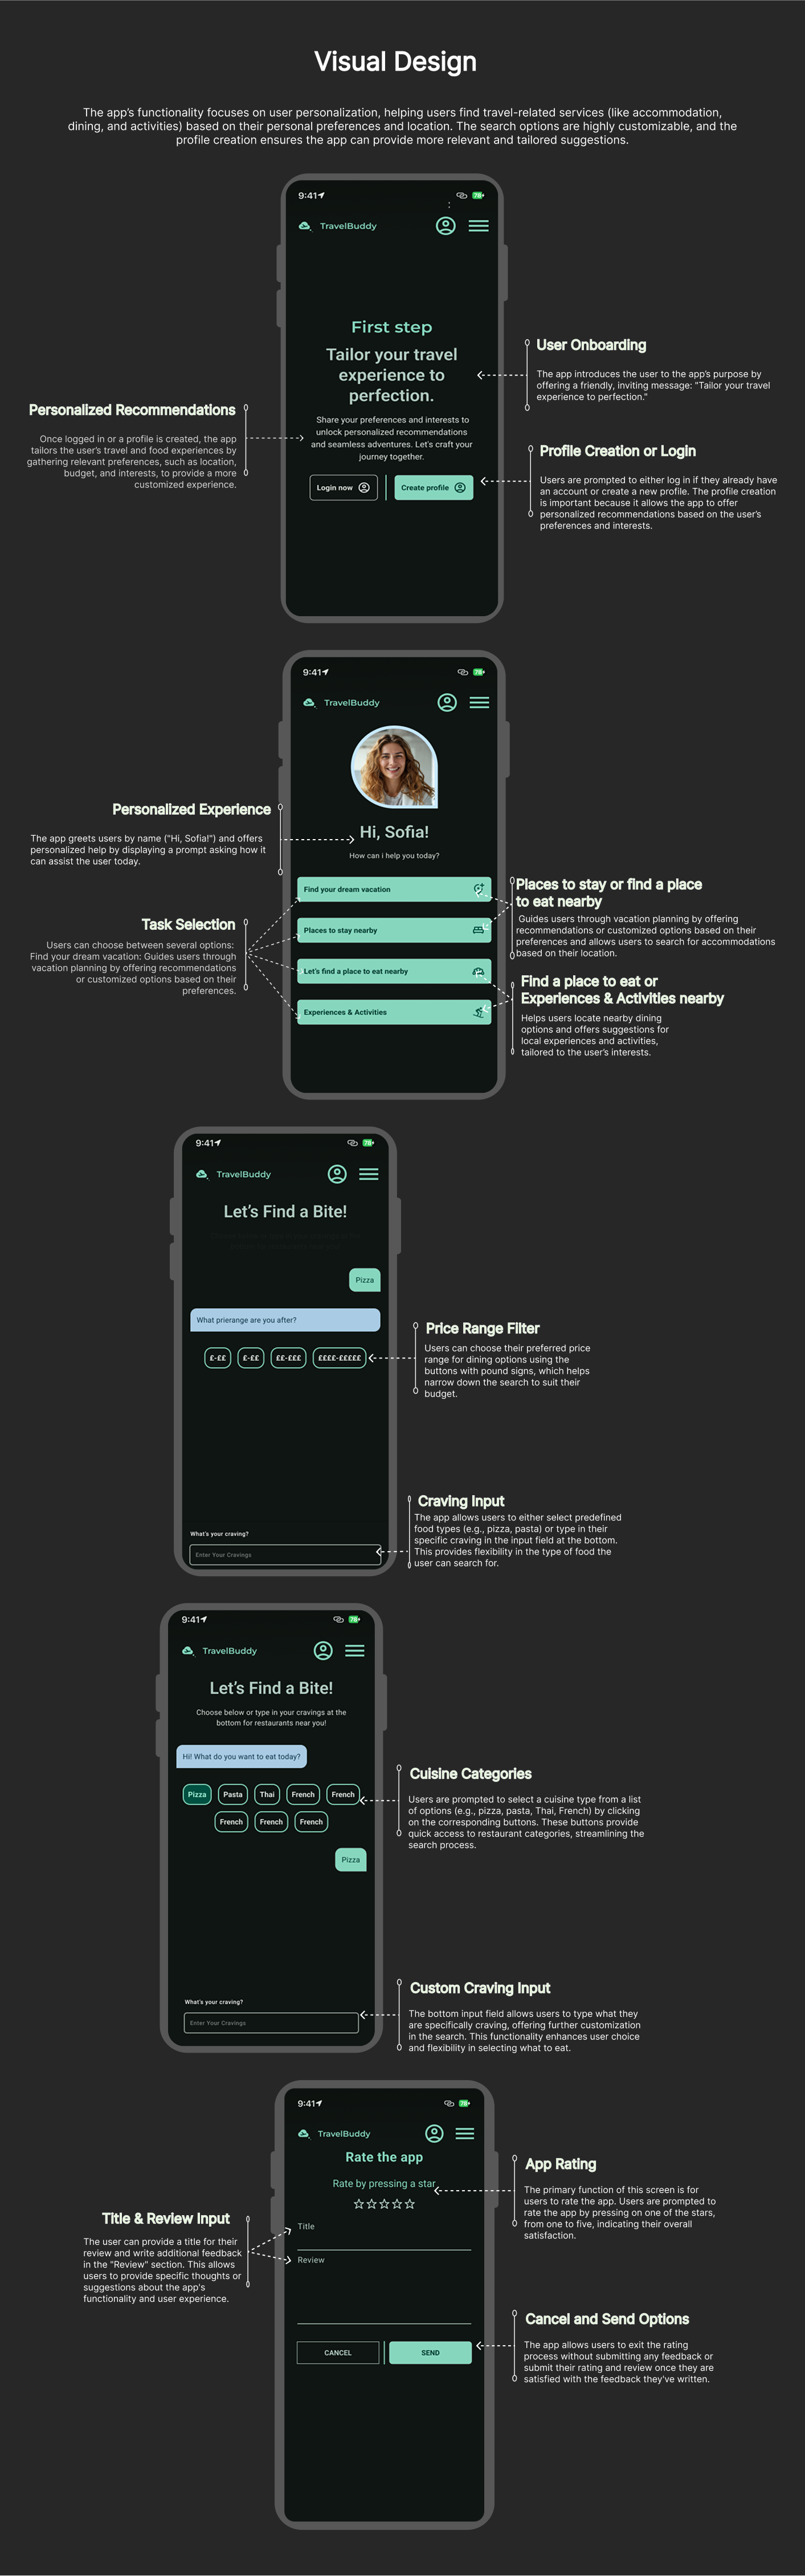 Visual Design
The app's functionality focuses on user personalization, helping users find travel-related services (like accommodation,
dining, and activities) based on their personal preferences and location. The search options are highly customizable, and the
profile creation ensures the app can provide more relevant and tailored suggestions.
9:41
78
TravelBuddy
First step
Tailor your travel
experience to
perfection.
Share your preferences and interests to
unlock personalized recommendations
and seamless adventures. Let's craft your
journey together.
Login now
Create profile
User Onboarding
The app introduces the user to the app's purpose by
offering a friendly, inviting message: "Tailor your travel
experience to perfection."
Personalized Recommendations
Once logged in or a profile is created, the app
tailors the user's travel and food experiences by
gathering relevant preferences, such as location,
budget, and interests, to provide a more
customized experience.
Profile Creation or Login
Users are prompted to either log in if they already have
an account or create a new profile. The profile creation
is important because it allows the app to offer
personalized recommendations based on the user's
preferences and interests.
9:41
78
TravelBuddy
Hi, Sofia!
How can i help you today?
Find your dream vacation
Places to stay nearby
Let's find a place to eat nearby
Experiences & Activities
Personalized Experience
The app greets users by name ("Hi, Sofia!") and offers
personalized help by displaying a prompt asking how it
can assist the user today.
Task Selection
Users can choose between several options:
Find your dream vacation: Guides users through
vacation planning by offering recommendations
or customized options based on their
preferences.
Places to stay or find a place
to eat nearby
Guides users through vacation planning by offering
recommendations or customized options based on their
preferences and allows users to search for accommodations
based on their location.
Find a place to eat or
Experiences & Activities nearby
Helps users locate nearby dining
options and offers suggestions for
local experiences and activities,
tailored to the user's interests.
9:41
78
TravelBuddy
Let's Find a Bite!
Pizza
What prierange are you after?
£-££
£-££
££-£££
££££-£££££
What's your craving?
Enter Your Cravings
Price Range Filter
Users can choose their preferred price
range for dining options using the
buttons with pound signs, which helps
narrow down the search to suit their
budget.
Craving Input
The app allows users to either select predefined
food types (e.g., pizza, pasta) or type in their
specific craving in the input field at the bottom.
This provides flexibility in the type of food the
user can search for.
9:41
78
TravelBuddy
Let's Find a Bite!
Choose below or type in your cravings at the
bottom for restaurants near you!
Hi! What do you want to eat today?
Pizza
Pasta
Thai
French
French
French
French
French
Pizza
What's your craving?
Enter Your Cravings
Cuisine Categories
Users are prompted to select a cuisine type from a list
of options (e.g., pizza, pasta, Thai, French) by clicking
on the corresponding buttons. These buttons provide
quick access to restaurant categories, streamlining the
search process.
Custom Craving Input
The bottom input field allows users to type what they
are specifically craving, offering further customization
in the search. This functionality enhances user choice
and flexibility in selecting what to eat.
9:41
78
TravelBuddy
Rate the app
Rate by pressing a star
Title
Review
CANCEL
SEND
App Rating
The primary function of this screen is for
users to rate the app. Users are prompted to
rate the app by pressing on one of the stars,
from one to five, indicating their overall
satisfaction.
Title & Review Input
The user can provide a title for their
review and write additional feedback
in the "Review" section. This allows
users to provide specific thoughts or
suggestions about the app's
functionality and user experience.
Cancel and Send Options
The app allows users to exit the rating
process without submitting any feedback or
submit their rating and review once they are
satisfied with the feedback they've written.